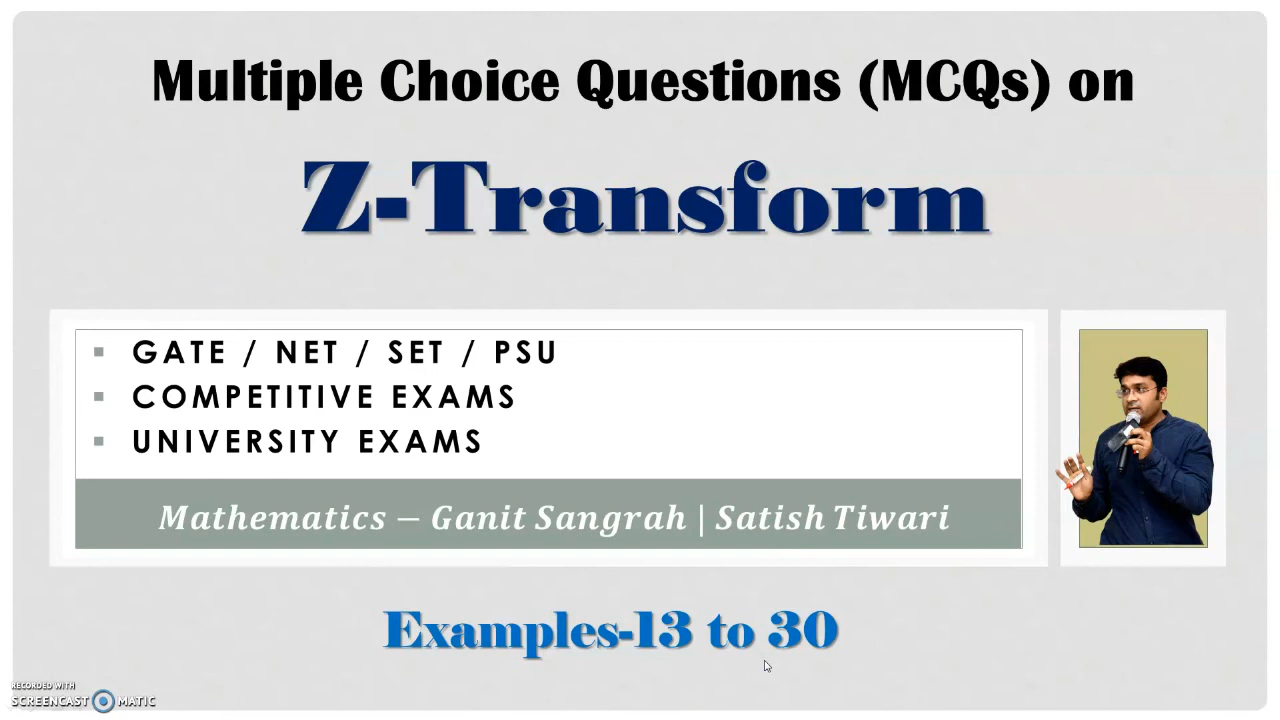 Multiple Choice Questions (MCQs) on
Z-Transform
GATE / NET / SET / PSU
COMPETITIVE EXAMS
UNIVERSITY EXAMS
Mathematics – Ganit Sangrah | Satish Tiwari
Examples-13 to 30
RECORDED WITH
SCREENCAST MATIC